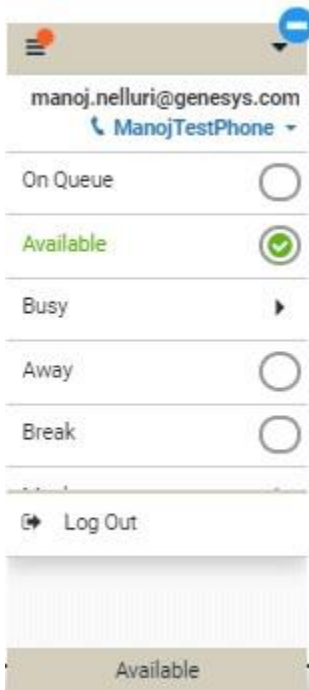 manoj.nelluri@genesys.com
ManojTestPhone
On Queue
Available
Busy
Away
Break
Log Out
Available